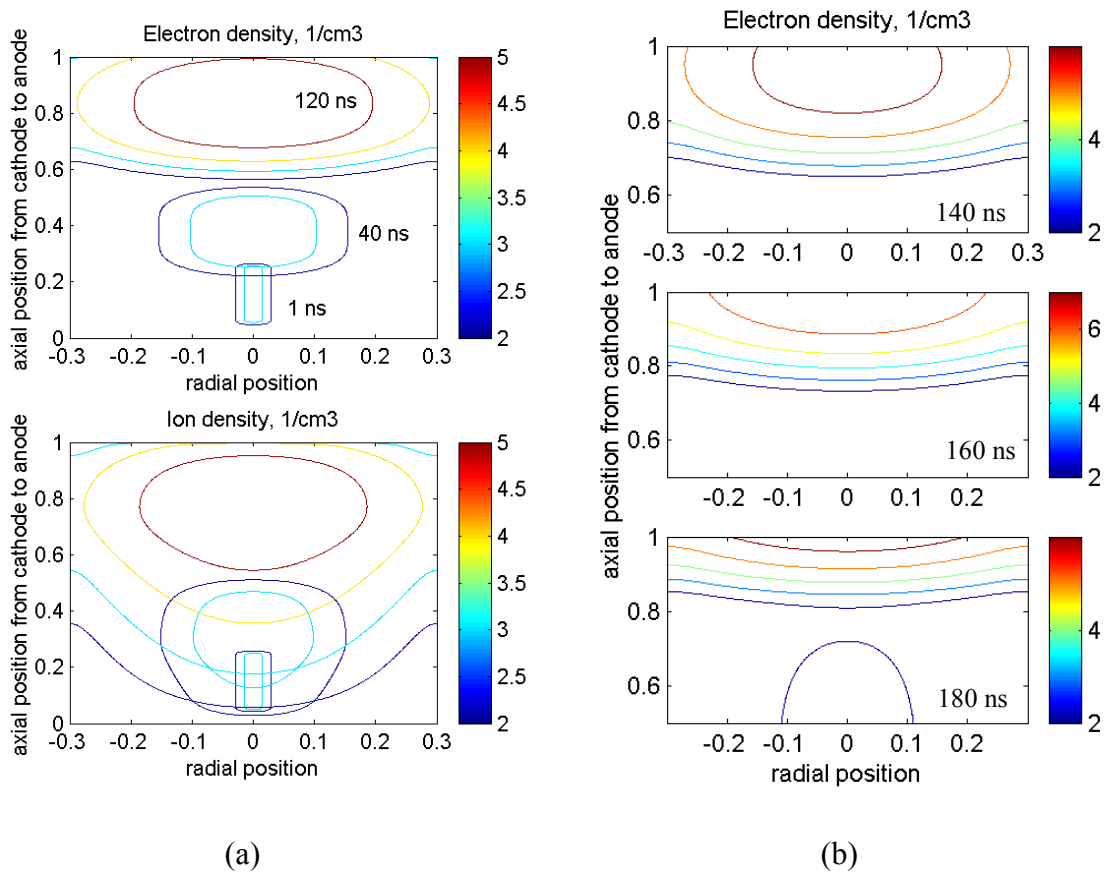 Electron density, 1/cm3
axial position from cathode to anode
1
0.8
0.6
0.4
0.2
0
120 ns
40 ns
1 ns
-0.3 -0.2 -0.1 0 0.1 0.2 0.3
radial position
5
4.5
4
3.5
3
2.5
2
Ion density, 1/cm3
axial position from cathode to anode
1
0.8
0.6
0.4
0.2
0
-0.3 -0.2 -0.1 0 0.1 0.2 0.3
radial position
5
4.5
4
3.5
3
2.5
2
(a)
Electron density, 1/cm3
axial position from cathode to anode
1
0.8
0.6
140 ns
-0.3 -0.2 -0.1 0 0.1 0.2 0.3
4
2
1
0.8
0.6
160 ns
-0.2 -0.1 0 0.1 0.2
6
4
2
1
0.8
0.6
180 ns
-0.2 -0.1 0 0.1 0.2
radial position
4
2
(b)